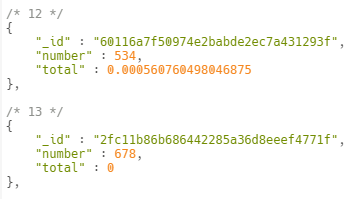 /* 12 */
{
    "_id" : "60116a7f50974e2babde2ec7a431293f",
    "number" : 534,
    "total" : 0.000560760498046875
},
/* 13 */
{
    "_id" : "2fc11b86b686442285a36d8eeef4771f",
    "number" : 678,
    "total" : 0
},